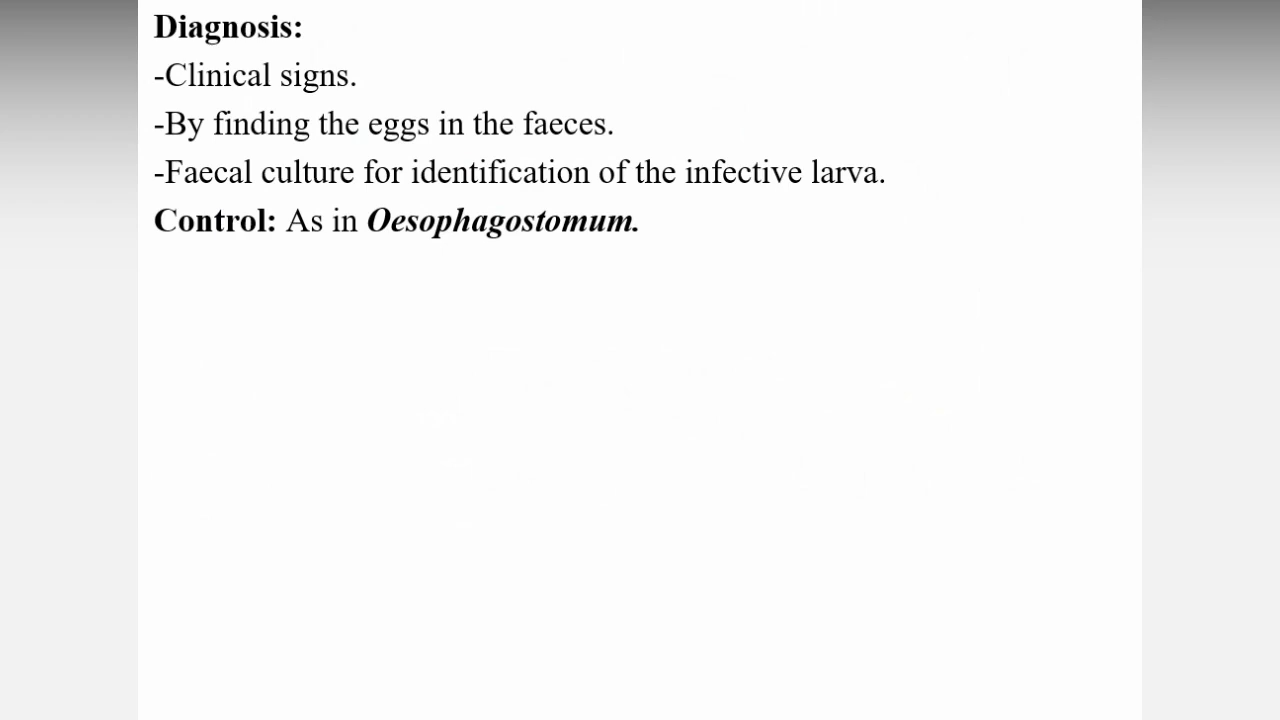 Diagnosis:
-Clinical signs.
-By finding the eggs in the faeces.
-Faecal culture for identification of the infective larva.
Control: As in Oesophagostomum.